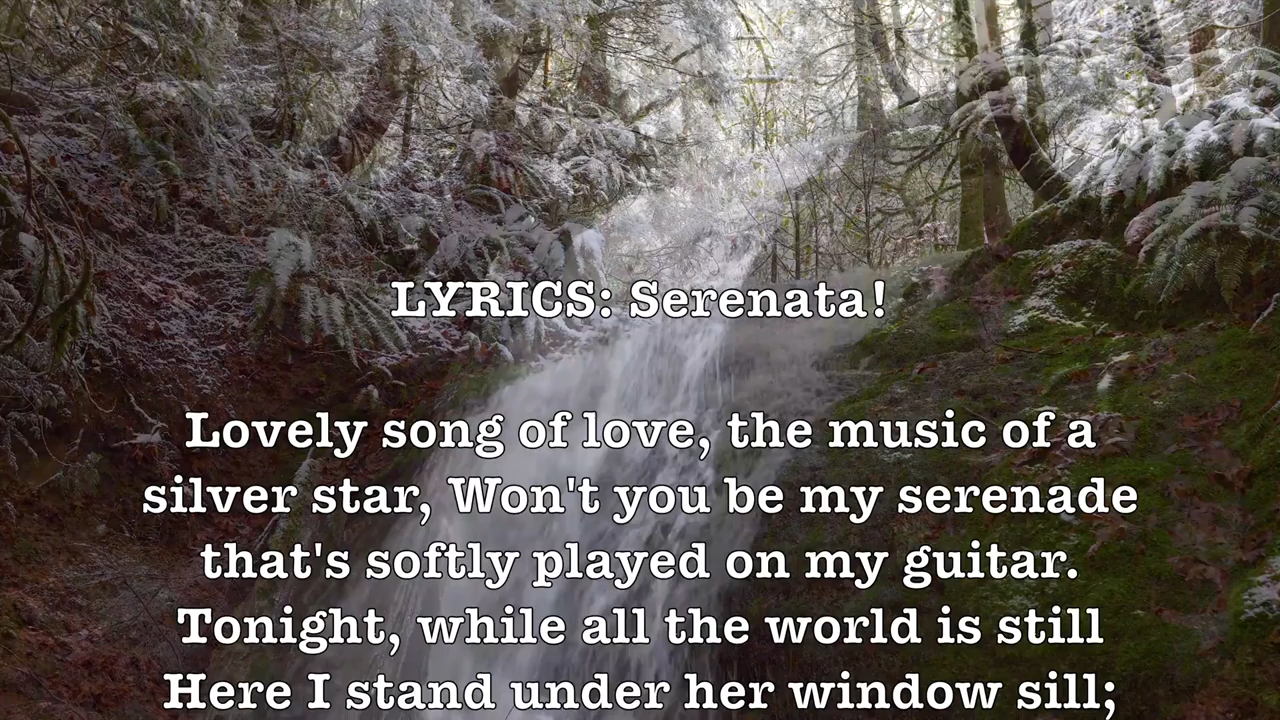 LYRICS: Serenata!
Lovely song of love, the music of a
silver star, Won't you be my serenade
that's softly played on my guitar.
Tonight, while all the world is still
Here I stand under her window sill;